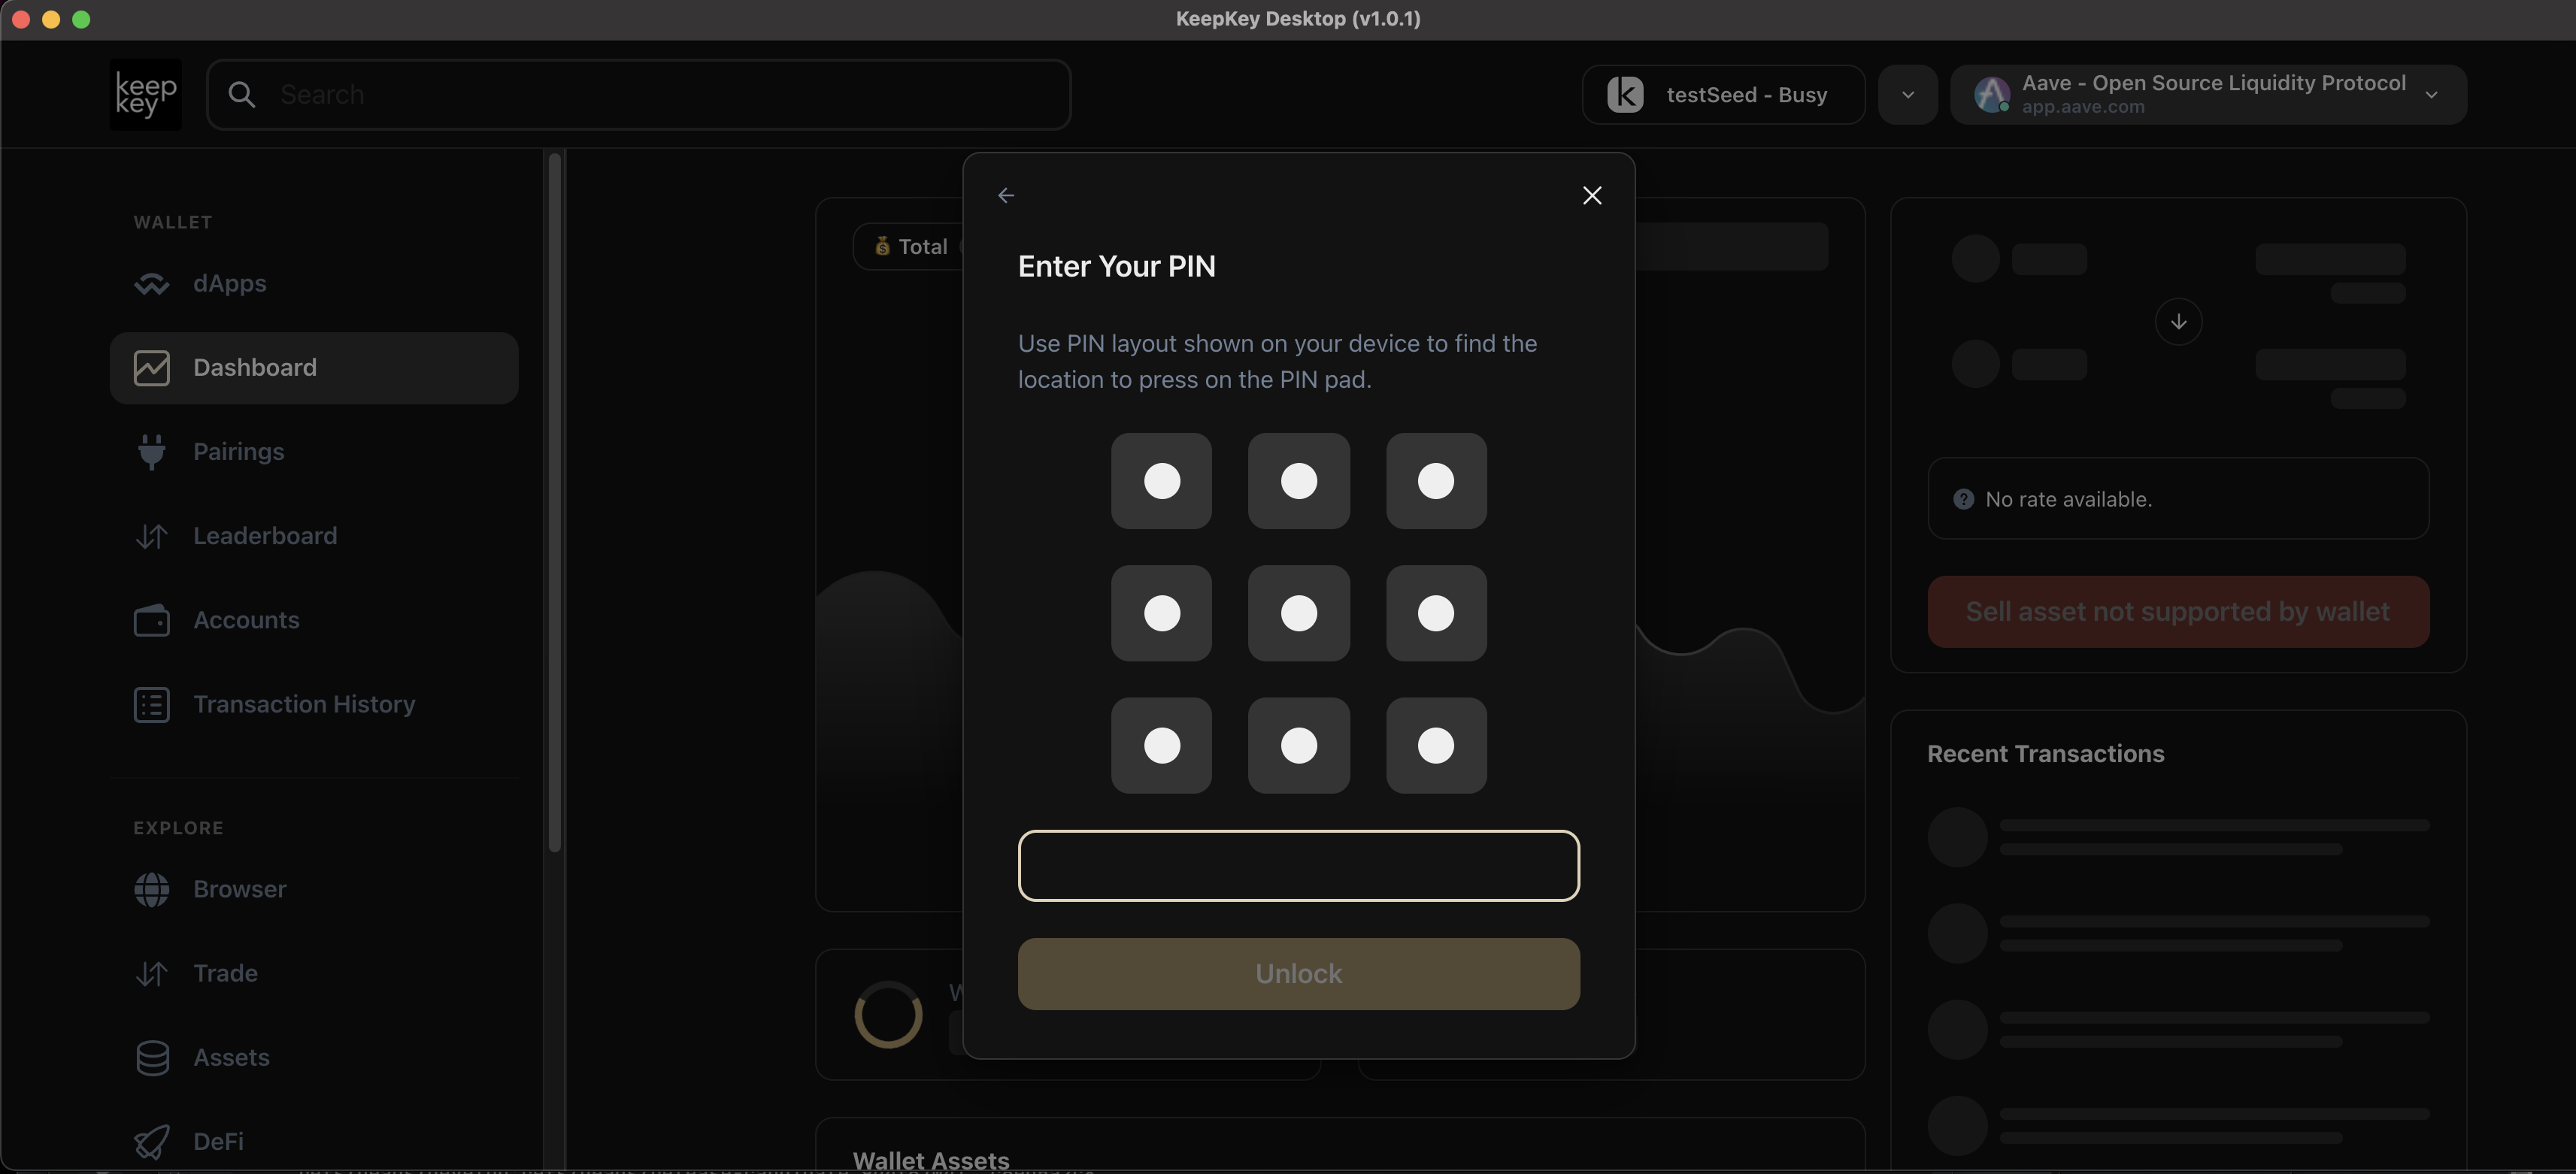 KeepKey Desktop (v1.0.1)
keep
key
Search
testSeed - Busy
Aave - Open Source Liquidity Protocol
app.aave.com
WALLET
dApps
Dashboard
Pairings
Leaderboard
Accounts
Transaction History
EXPLORE
Browser
Trade
Assets
DeFi
Total
Enter Your PIN
Use PIN layout shown on your device to find the
location to press on the PIN pad.
Unlock
Wallet Assets
No rate available.
Sell asset not supported by wallet
Recent Transactions